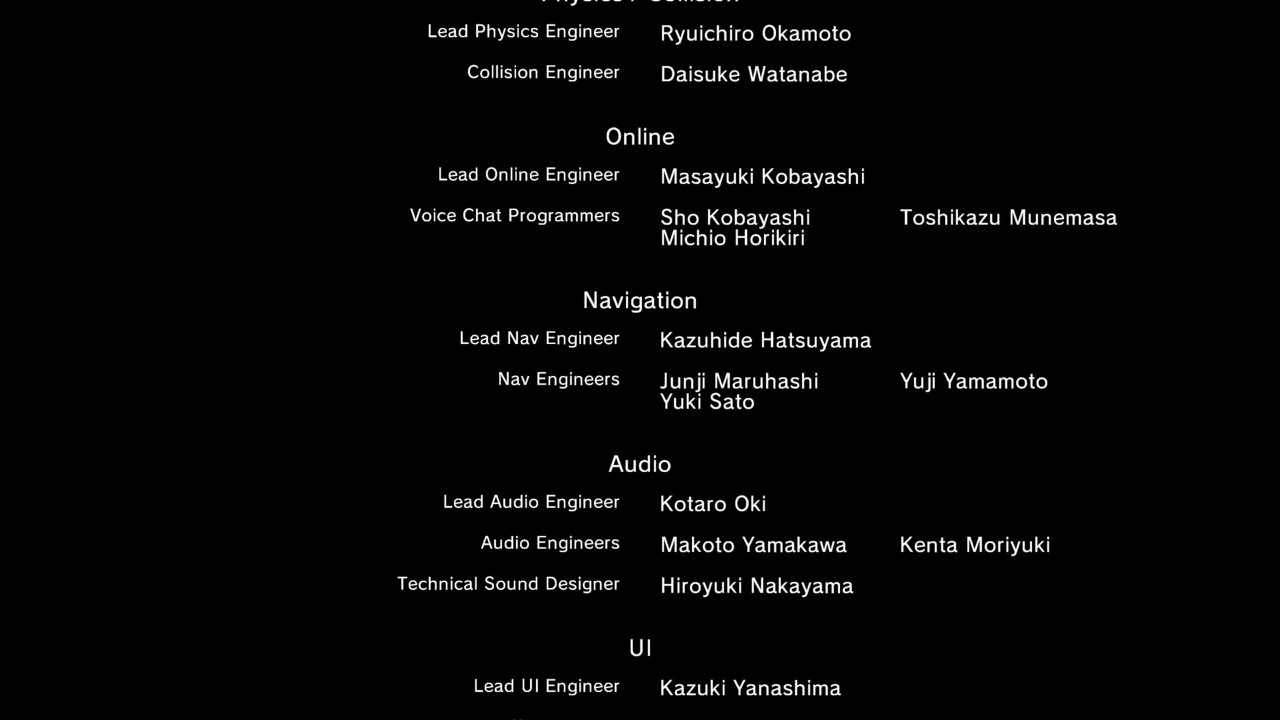 Physics / Collision
Lead Physics Engineer Ryuichiro Okamoto
Collision Engineer Daisuke Watanabe
Online
Lead Online Engineer Masayuki Kobayashi
Voice Chat Programmers Sho Kobayashi Toshikazu Munemasa
Michio Horikiri
Navigation
Lead Nav Engineer Kazuhide Hatsuyama
Nav Engineers Junji Maruhashi Yuji Yamamoto
Yuki Sato
Audio
Lead Audio Engineer Kotaro Oki
Audio Engineers Makoto Yamakawa Kenta Moriyuki
Technical Sound Designer Hiroyuki Nakayama
UI
Lead UI Engineer Kazuki Yanashima